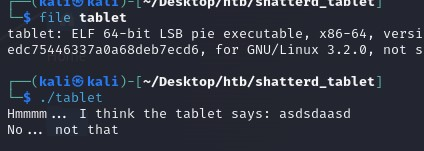 (kali㉿kali)-[~/Desktop/htb/shatterd_tablet]
$ file tablet
tablet: ELF 64-bit LSB pie executable, x86-64, versi
edc75446337a0a68deb7ecd6, for GNU/Linux 3.2.0, not s
(kali㉿kali)-[~/Desktop/htb/shatterd_tablet]
$ ./tablet
Hmmmm... I think the tablet says: asdsdaasd
No... not that